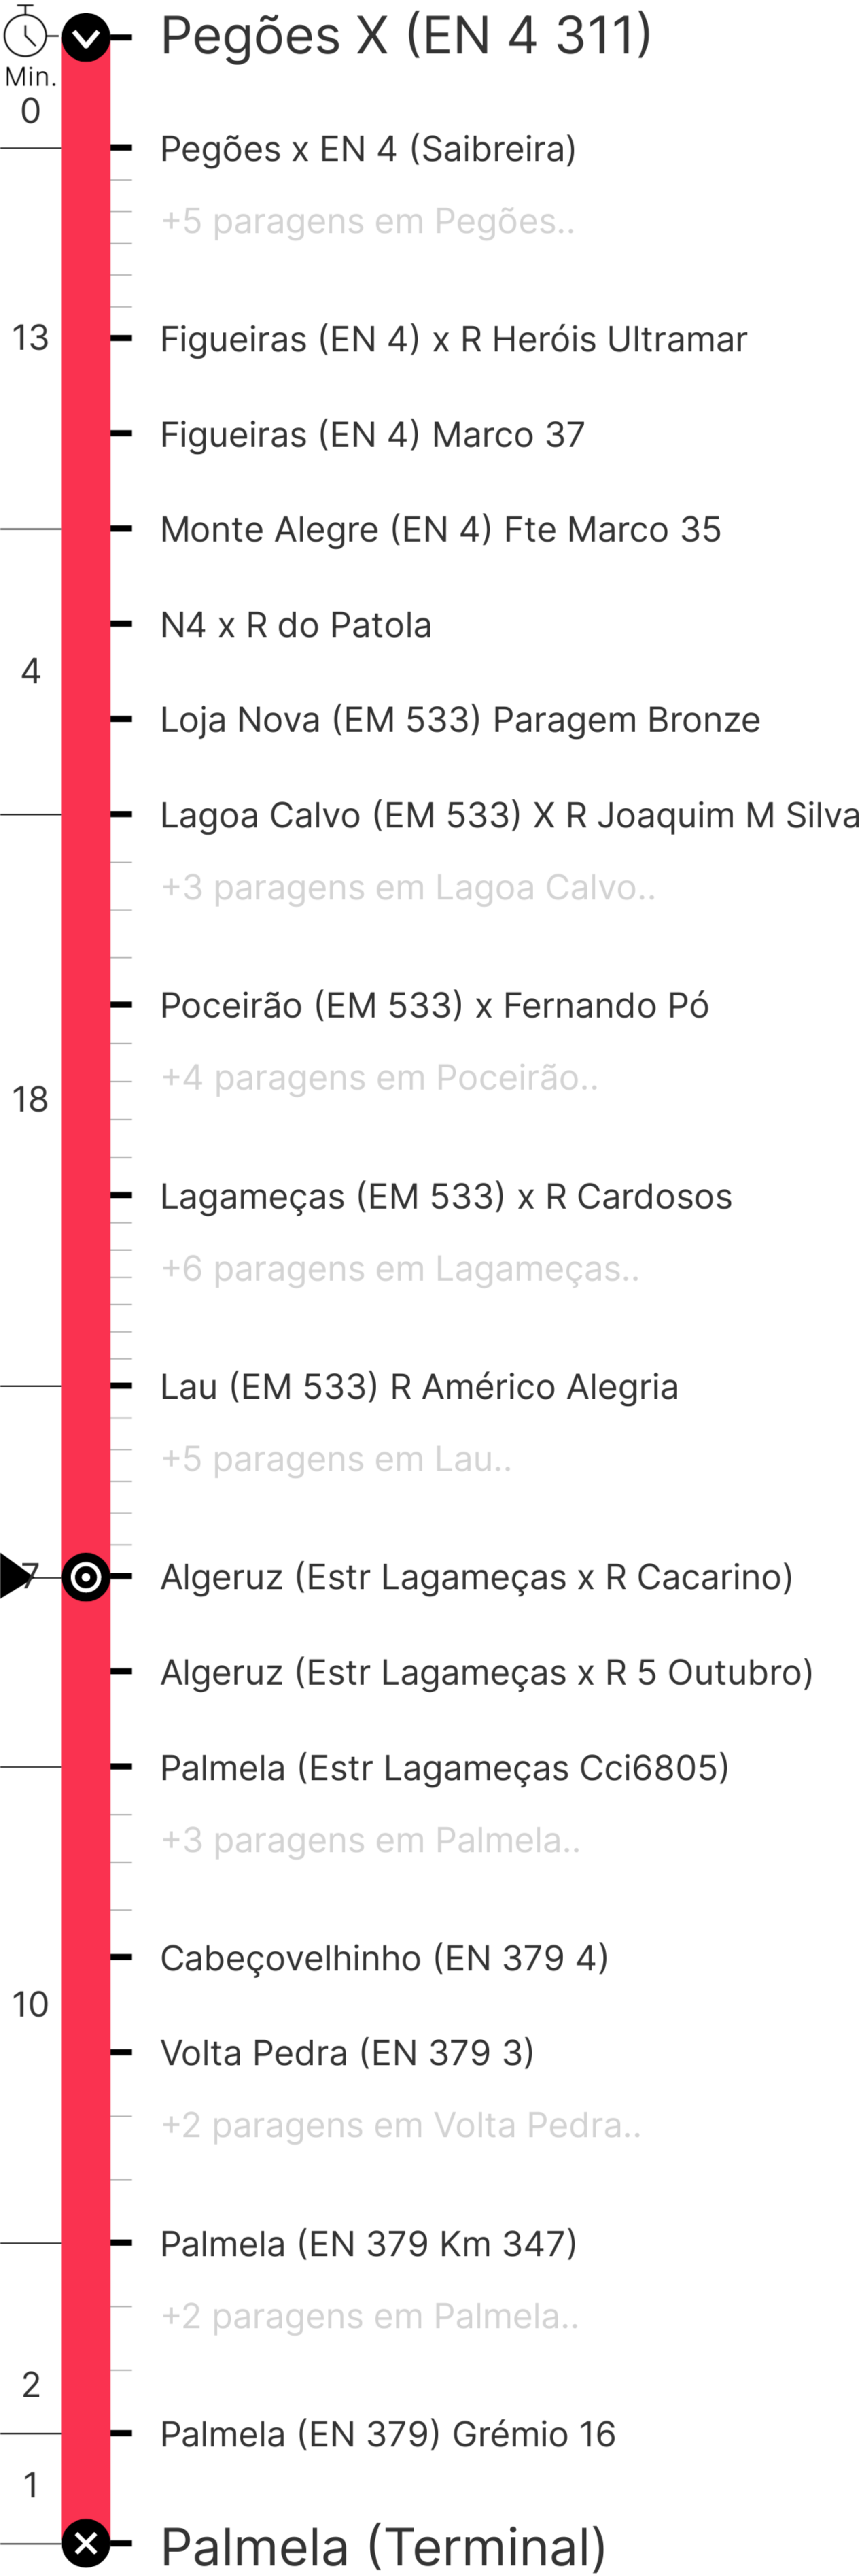 Pegões X (EN 4 311)
Min.
0
Pegões x EN 4 (Saibreira)
+5 paragens em Pegões..
13
Figueiras (EN 4) x R Heróis Ultramar
Figueiras (EN 4) Marco 37
Monte Alegre (EN 4) Fte Marco 35
N4 x R do Patola
4
Loja Nova (EM 533) Paragem Bronze
Lagoa Calvo (EM 533) X R Joaquim M Silva
+3 paragens em Lagoa Calvo..
Poceirão (EM 533) x Fernando Pó
+4 paragens em Poceirão..
18
Lagameças (EM 533) x R Cardosos
+6 paragens em Lagameças..
Lau (EM 533) R Américo Alegria
+5 paragens em Lau..
7
Algeruz (Estr Lagameças x R Cacarino)
Algeruz (Estr Lagameças x R 5 Outubro)
Palmela (Estr Lagameças Cci6805)
+3 paragens em Palmela..
Cabeçovelhinho (EN 379 4)
10
Volta Pedra (EN 379 3)
+2 paragens em Volta Pedra..
Palmela (EN 379 Km 347)
+2 paragens em Palmela..
2
Palmela (EN 379) Grémio 16
1
Palmela (Terminal)